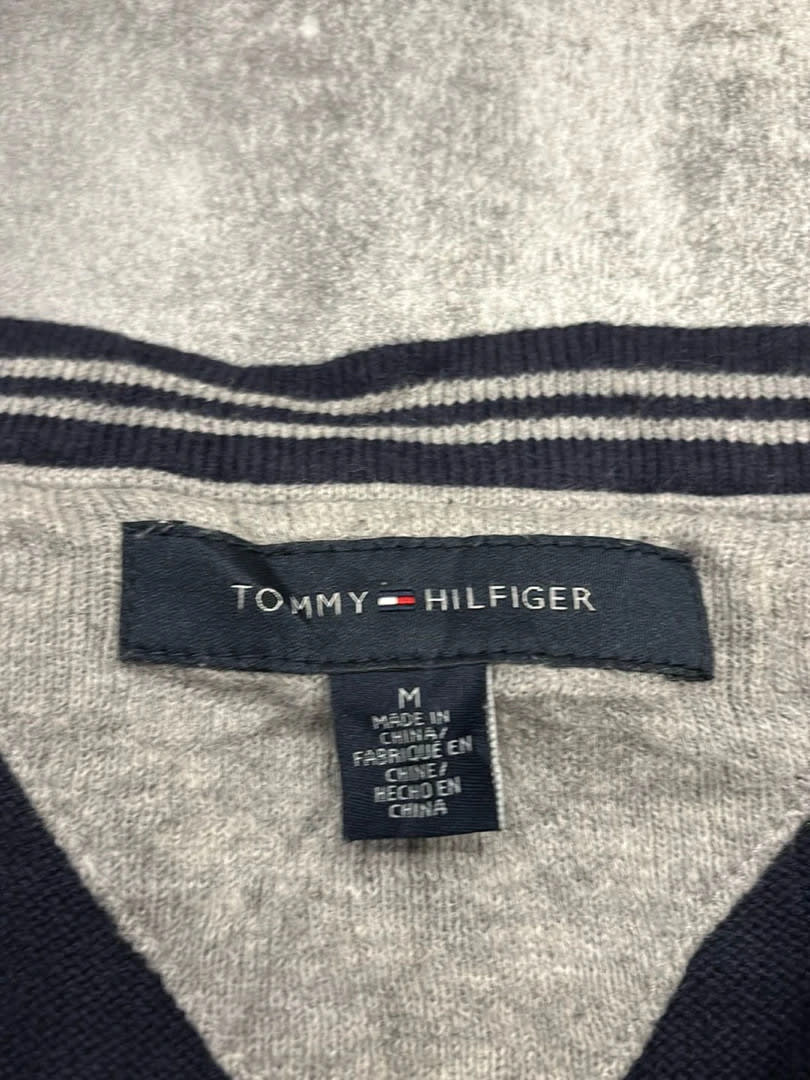 TOMMY HILFIGER
M
MADE IN
CHINA/
FABRIQUÉ EN
CHINE/
HECHO EN
CHINA